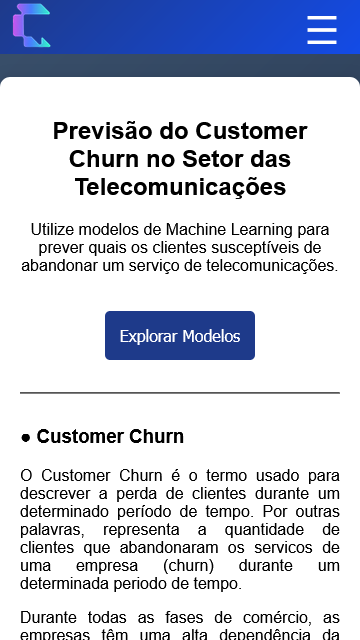 Previsão do Customer
Churn no Setor das
Telecomunicações
Utilize modelos de Machine Learning para
prever quais os clientes susceptíveis de
abandonar um serviço de telecomunicações.
Explorar Modelos
● Customer Churn
O Customer Churn é o termo usado para
descrever a perda de clientes durante um
determinado período de tempo. Por outras
palavras, representa a quantidade de
clientes que abandonaram os servicos de
uma empresa (churn) durante um
determinada periodo de tempo.
Durante todas as fases de comércio, as
empresas têm uma alta dependência da